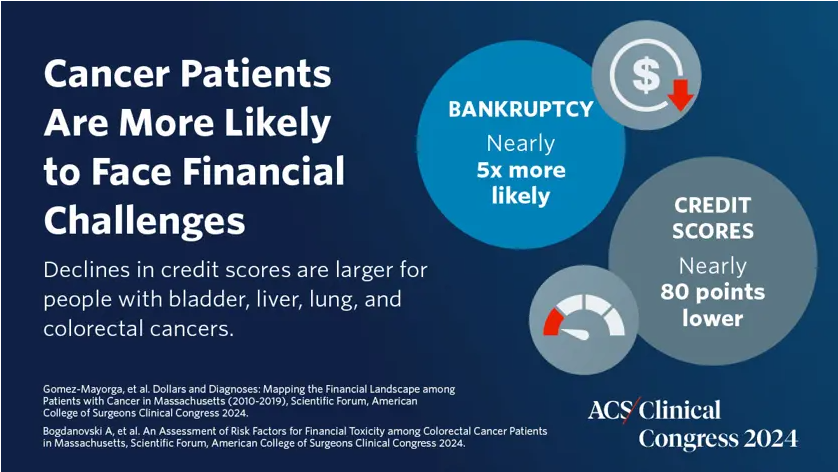 Cancer Patients
Are More Likely
to Face Financial
Challenges
Declines in credit scores are larger for
people with bladder, liver, lung, and
colorectal cancers.
BANKRUPTCY
Nearly
5x more
likely
$
CREDIT
SCORES
Nearly
80 points
lower
Gomez-Mayorga, et al. Dollars and Diagnoses: Mapping the Financial Landscape among
Patients with Cancer in Massachusetts (2010-2019), Scientific Forum, American
College of Surgeons Clinical Congress 2024.
Bogdanovski A, et al. An Assessment of Risk Factors for Financial Toxicity among Colorectal Cancer Patients
in Massachusetts, Scientific Forum, American College of Surgeons Clinical Congress 2024.
ACS/Clinical
Congress 2024